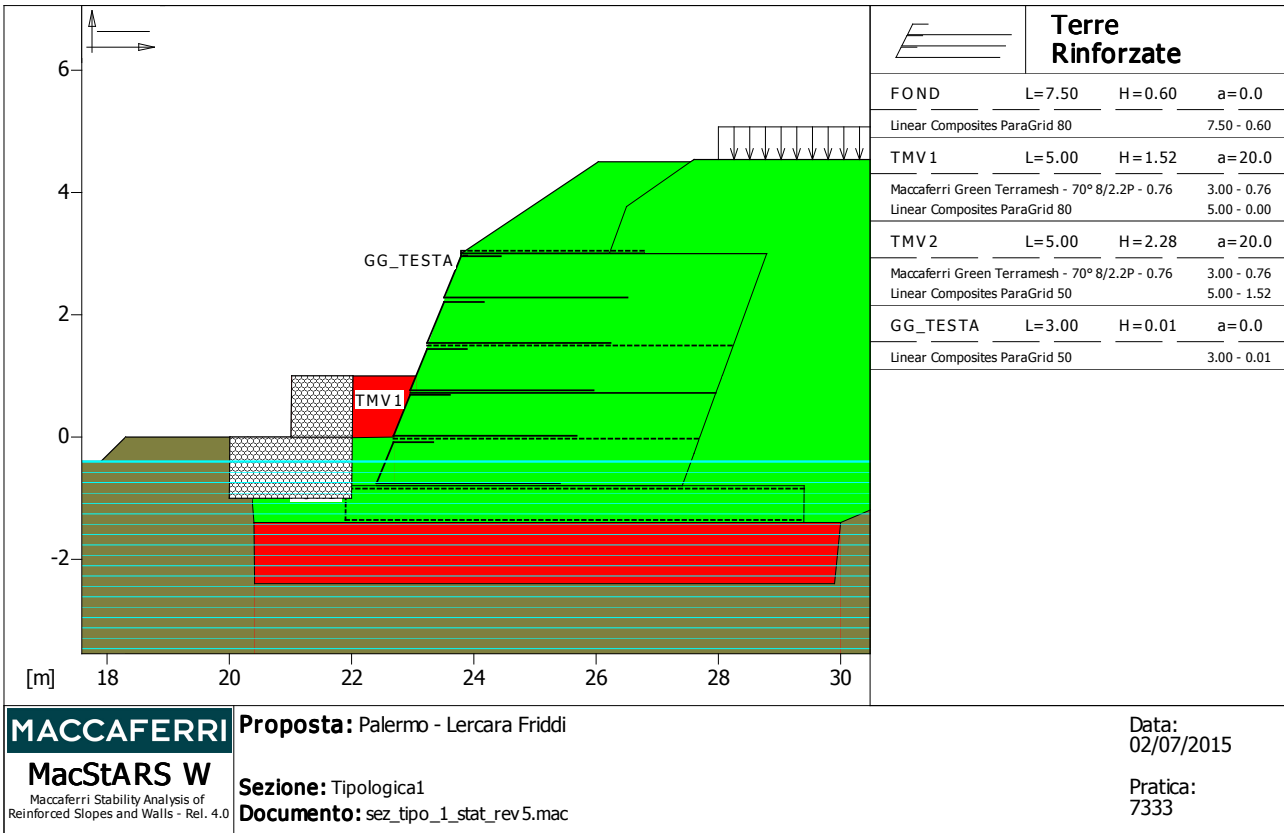 Terre
Rinforzate
FOND L=7.50 H=0.60 a=0.0
Linear Composites ParaGrid 80 7.50 - 0.60
TMV1 L=5.00 H=1.52 a=20.0
Maccaferri Green Terramesh - 70° 8/2.2P - 0.76 3.00 - 0.76
Linear Composites ParaGrid 80 5.00 - 0.00
TMV2 L=5.00 H=2.28 a=20.0
Maccaferri Green Terramesh - 70° 8/2.2P - 0.76 3.00 - 0.76
Linear Composites ParaGrid 50 5.00 - 1.52
GG_TESTA L=3.00 H=0.01 a=0.0
Linear Composites ParaGrid 50 3.00 - 0.01
6
4
2
0
-2
GG_TESTA
TMV1
[m] 18 20 22 24 26 28 30
MACCAFERRI
MacStARS W
Maccaferri Stability Analysis of
Reinforced Slopes and Walls - Rel. 4.0
Proposta: Palermo - Lercara Friddi
Sezione: Tipologica1
Documento: sez_tipo_1_stat_rev5.mac
Data:
02/07/2015
Pratica:
7333